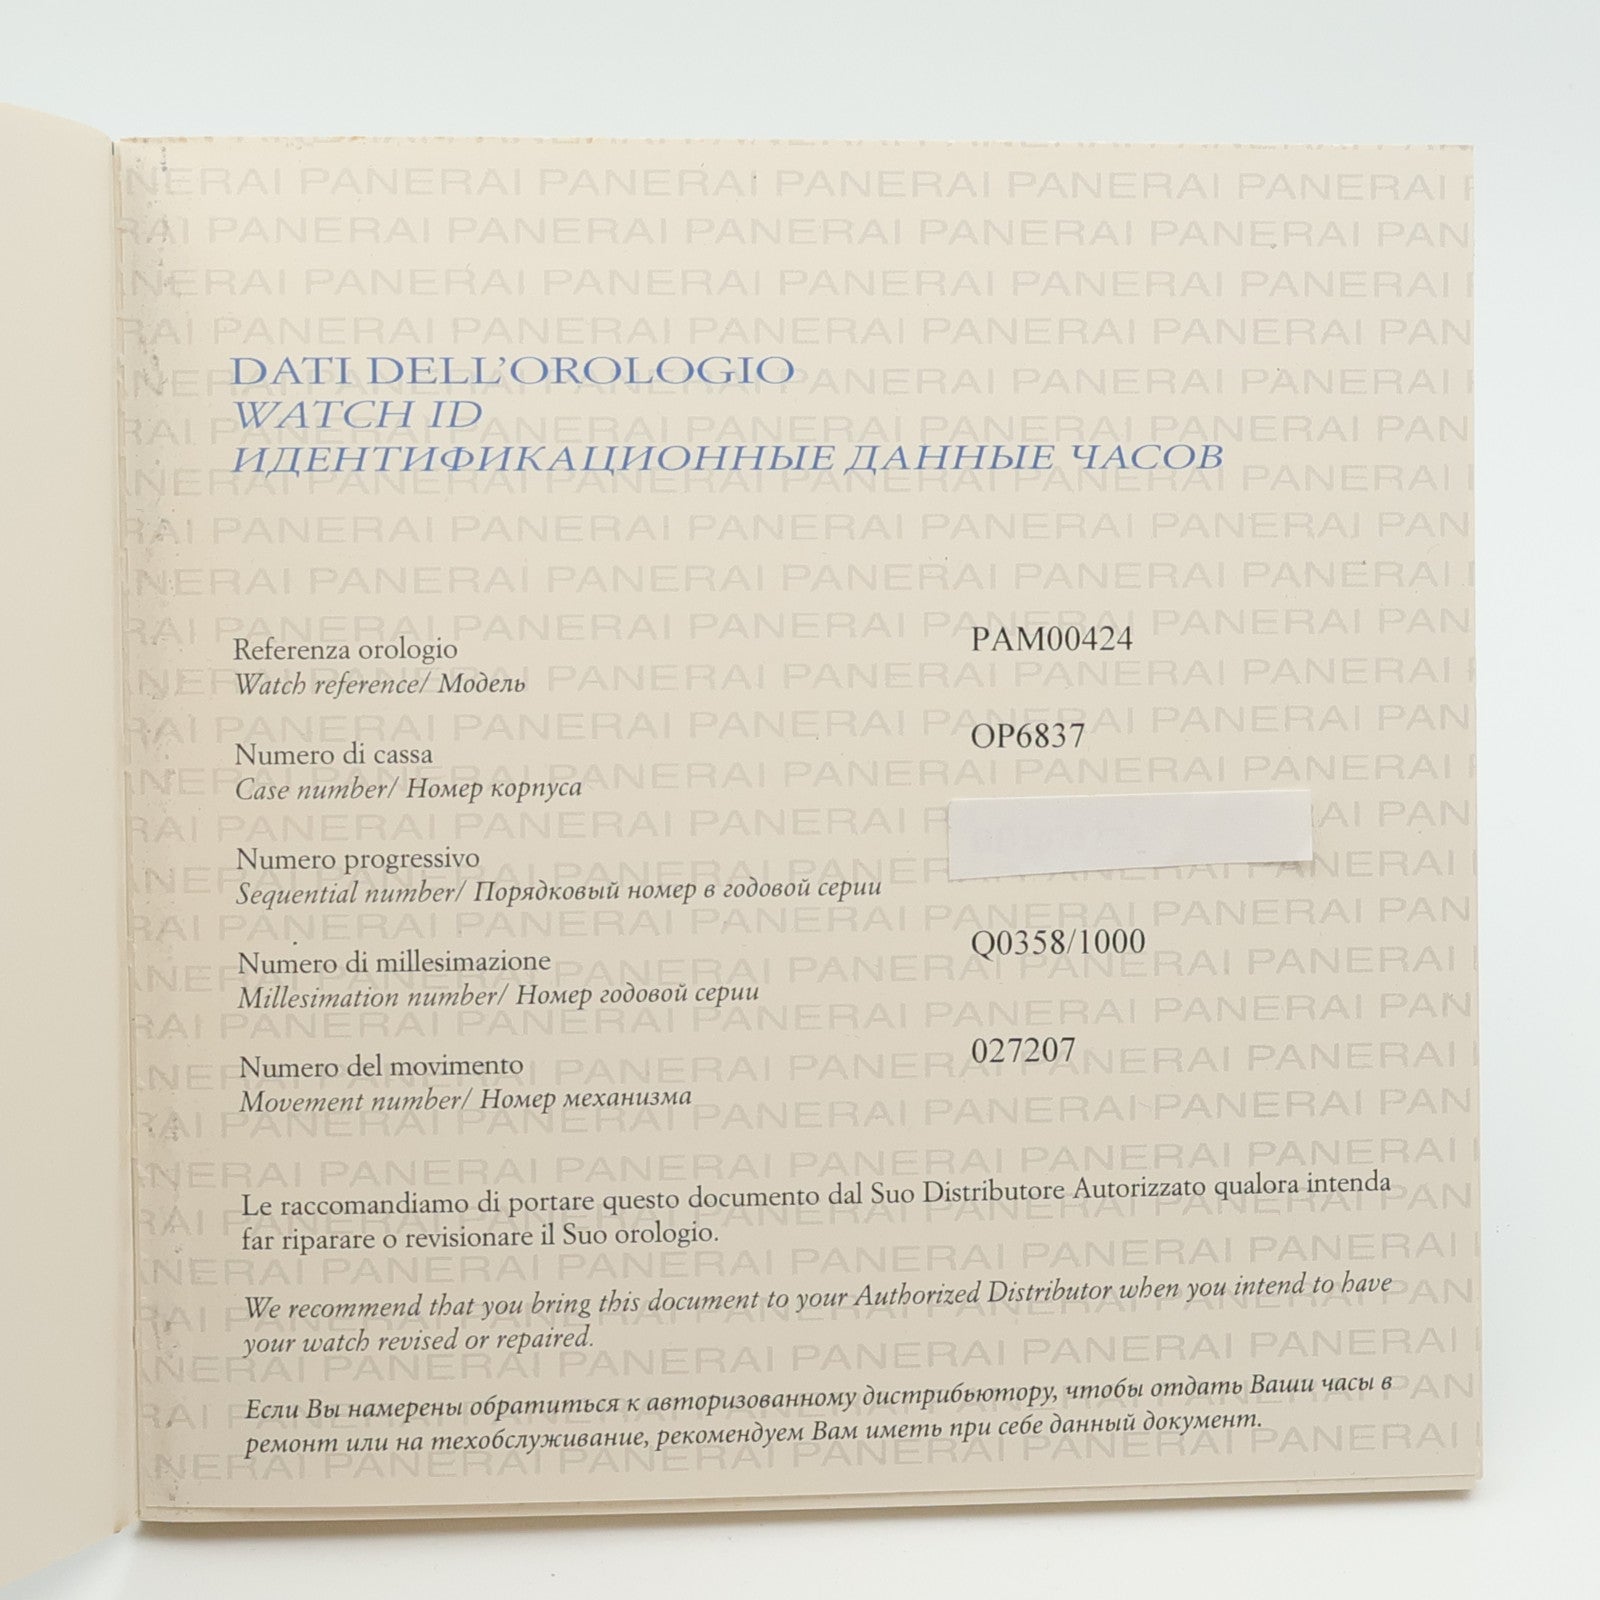 DATI DELL'OROLOGIO
WATCH ID
ИДЕНТИФИКАЦИОННЫЕ ДАННЫЕ ЧАСОВ
Referenza orologio PAM00424
Watch reference/ Модель
Numero di cassa OP6837
Case number/ Номер корпуса
Numero progressivo
Sequential number/ Порядковый номер в годовой серии
Numero di millesimazione Q0358/1000
Millesimation number/ Номер годовой серии
Numero del movimento 027207
Movement number/ Номер механизма
Le raccomandiamo di portare questo documento dal Suo Distributore Autorizzato qualora intenda
far riparare o revisionare il Suo orologio.
We recommend that you bring this document to your Authorized Distributor when you intend to have
your watch revised or repaired.
Если Вы намерены обратиться к авторизованному дистрибьютору, чтобы отдать Ваши часы в
ремонт или на техобслуживание, рекомендуем Вам иметь при себе данный документ.